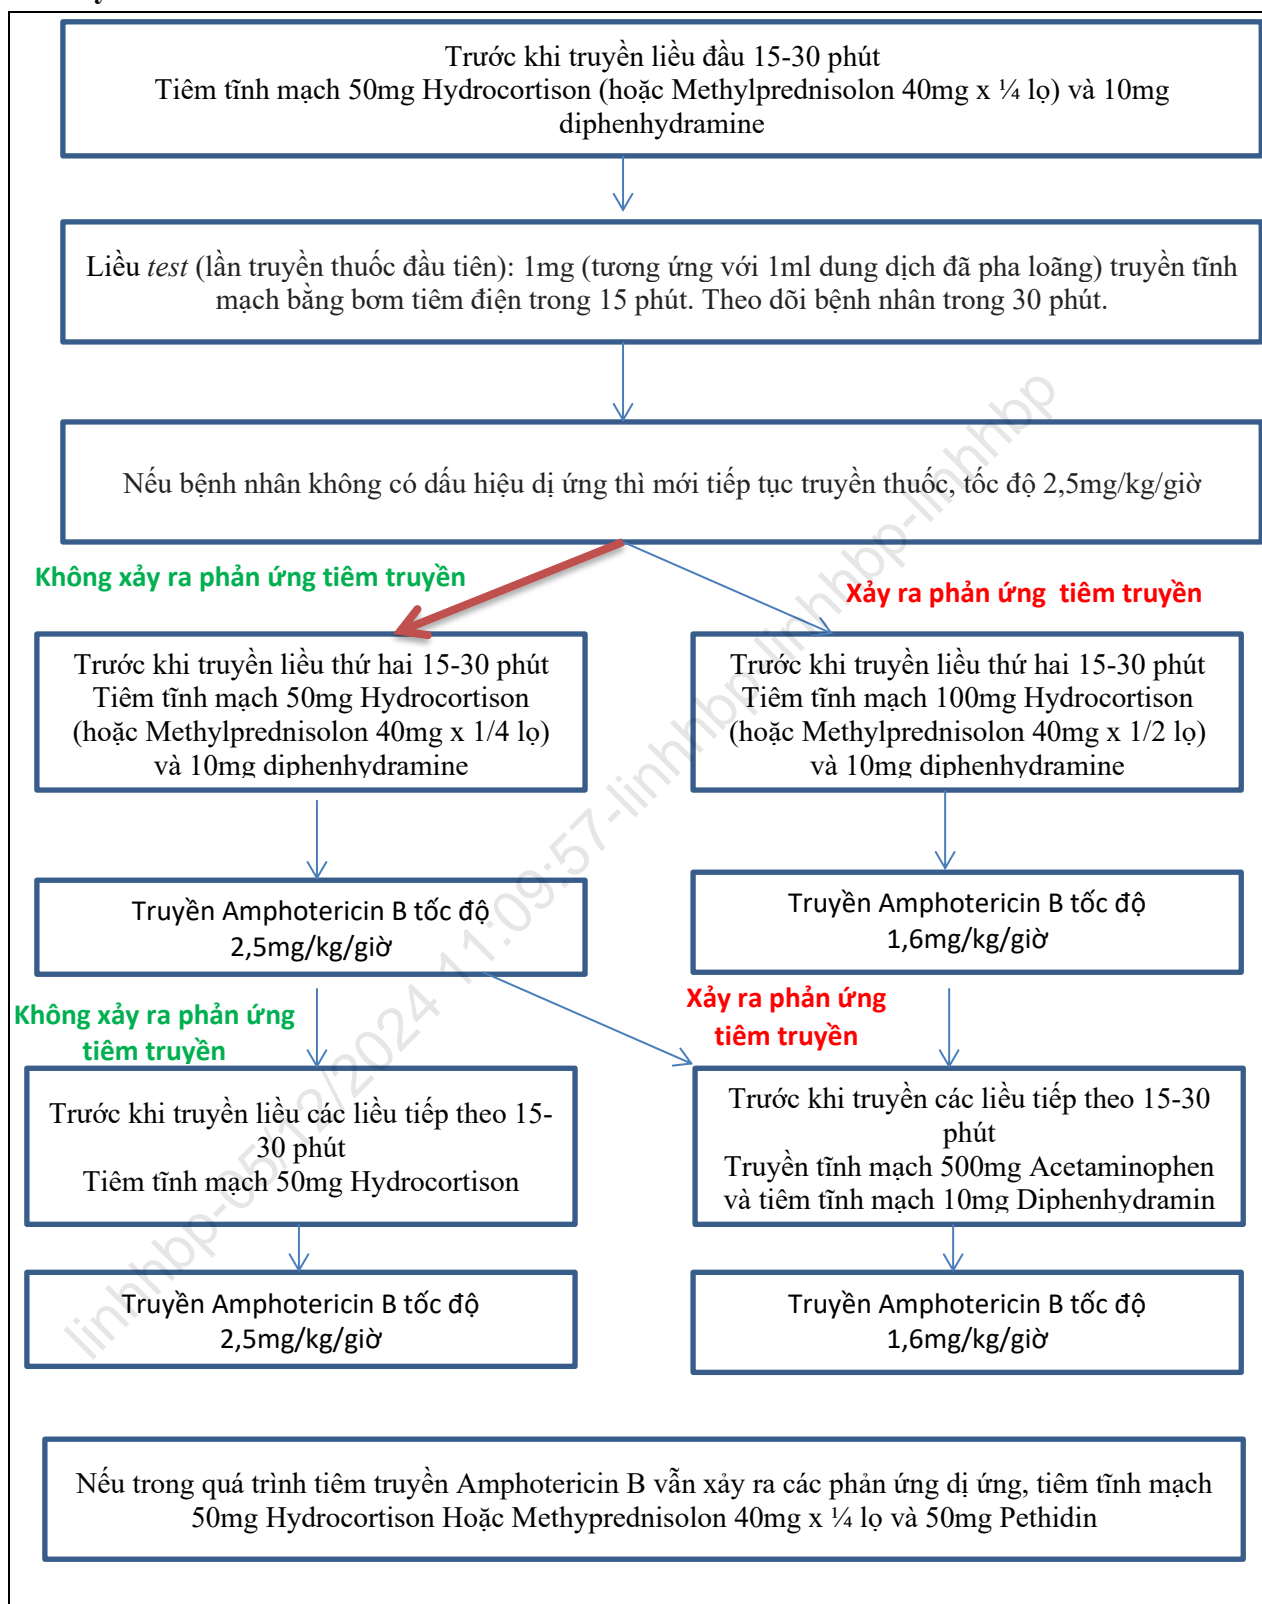 Trước khi truyền liều đầu 15-30 phút
Tiêm tĩnh mạch 50mg Hydrocortison (hoặc Methylprednisolon 40mg x ¼ lọ) và 10mg
diphenhydramine
Liều test (lần truyền thuốc đầu tiên): 1mg (tương ứng với 1ml dung dịch đã pha loãng) truyền tĩnh
mạch bằng bơm tiêm điện trong 15 phút. Theo dõi bệnh nhân trong 30 phút.
Nếu bệnh nhân không có dấu hiệu dị ứng thì mới tiếp tục truyền thuốc, tốc độ 2,5mg/kg/giờ
Không xảy ra phản ứng tiêm truyền
Xảy ra phản ứng tiêm truyền
Trước khi truyền liều thứ hai 15-30 phút
Tiêm tĩnh mạch 50mg Hydrocortison
(hoặc Methylprednisolon 40mg x 1/4 lọ)
và 10mg diphenhydramine
Trước khi truyền liều thứ hai 15-30 phút
Tiêm tĩnh mạch 100mg Hydrocortison
(hoặc Methylprednisolon 40mg x 1/2 lọ)
và 10mg diphenhydramine
Truyền Amphotericin B tốc độ
2,5mg/kg/giờ
Truyền Amphotericin B tốc độ
1,6mg/kg/giờ
Không xảy ra phản ứng
tiêm truyền
Xảy ra phản ứng
tiêm truyền
Trước khi truyền liều các liều tiếp theo 15-
30 phút
Tiêm tĩnh mạch 50mg Hydrocortison
Trước khi truyền các liều tiếp theo 15-30
phút
Truyền tĩnh mạch 500mg Acetaminophen
và tiêm tĩnh mạch 10mg Diphenhydramin
Truyền Amphotericin B tốc độ
2,5mg/kg/giờ
Truyền Amphotericin B tốc độ
1,6mg/kg/giờ
Nếu trong quá trình tiêm truyền Amphotericin B vẫn xảy ra các phản ứng dị ứng, tiêm tĩnh mạch
50mg Hydrocortison Hoặc Methyprednisolon 40mg x ¼ lọ và 50mg Pethidin
linhhbp-05/12/2024 11:09:57-linhhbp-linhhbp-linhhbp